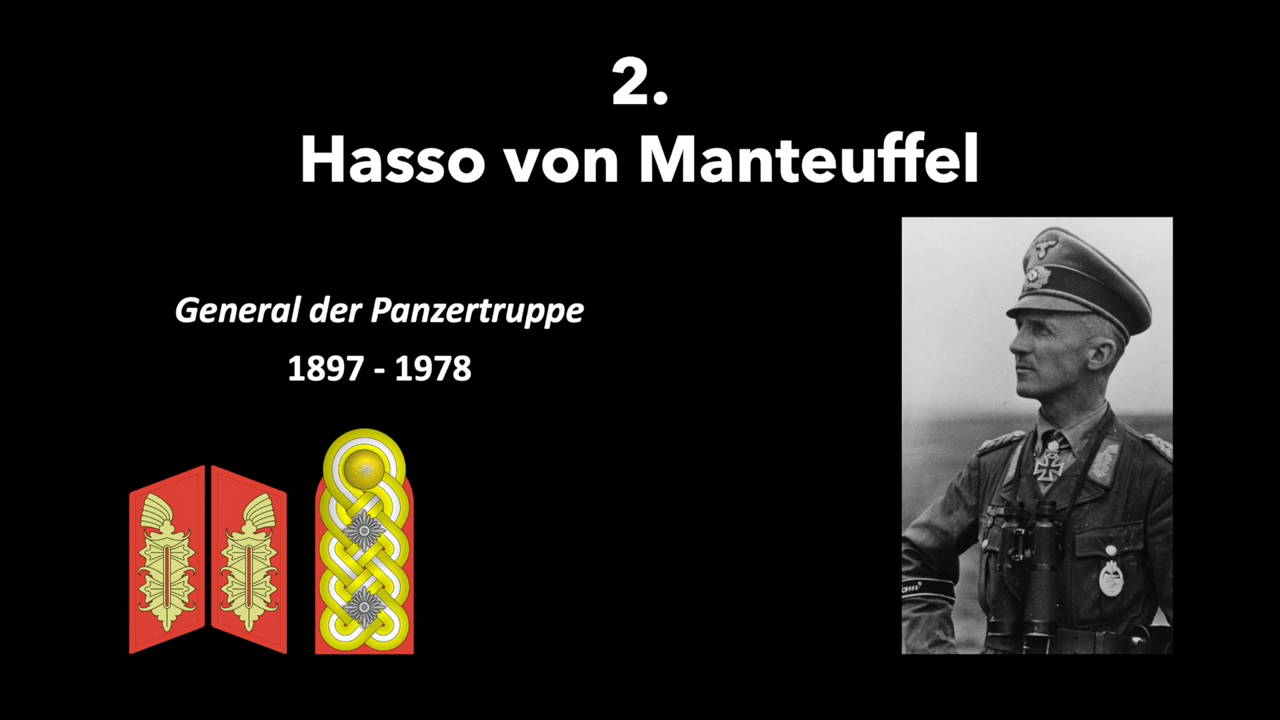 2.
Hasso von Manteuffel
General der Panzertruppe
1897 - 1978